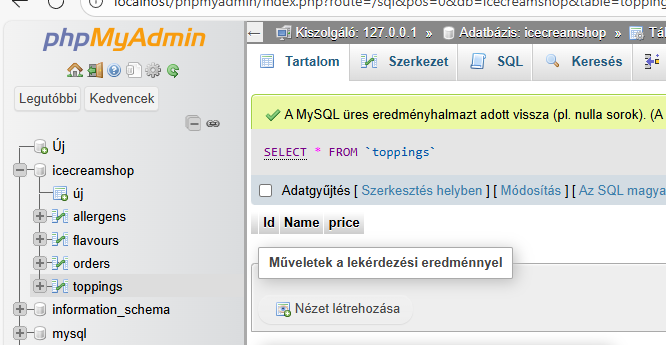 localhost/phpmyadmin/index.php?route=/sql&pos=0&db=icecreamshop&table=topping
phpMyAdmin
Legutóbbi Kedvencek
Új
icecreamshop
új
allergens
flavours
orders
toppings
information_schema
mysql
Kiszolgáló: 127.0.0.1 » Adatbázis: icecreamshop »
Tartalom Szerkezet SQL Keresés
A MySQL üres eredményhalmazt adott vissza (pl. nulla sorok). (A
SELECT * FROM `toppings`
Adatgyűjtés [ Szerkesztés helyben ] [ Módosítás ] [ Az SQL magya
Id Name price
Műveletek a lekérdezési eredménnyel
Nézet létrehozása